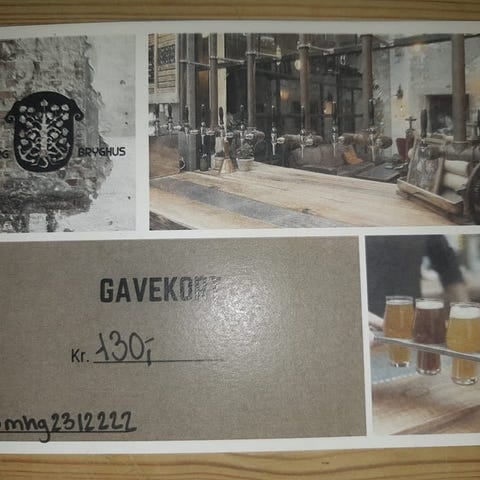 BRYGHUS
GAVEKORT
Kr. 130,-
mhg2312222